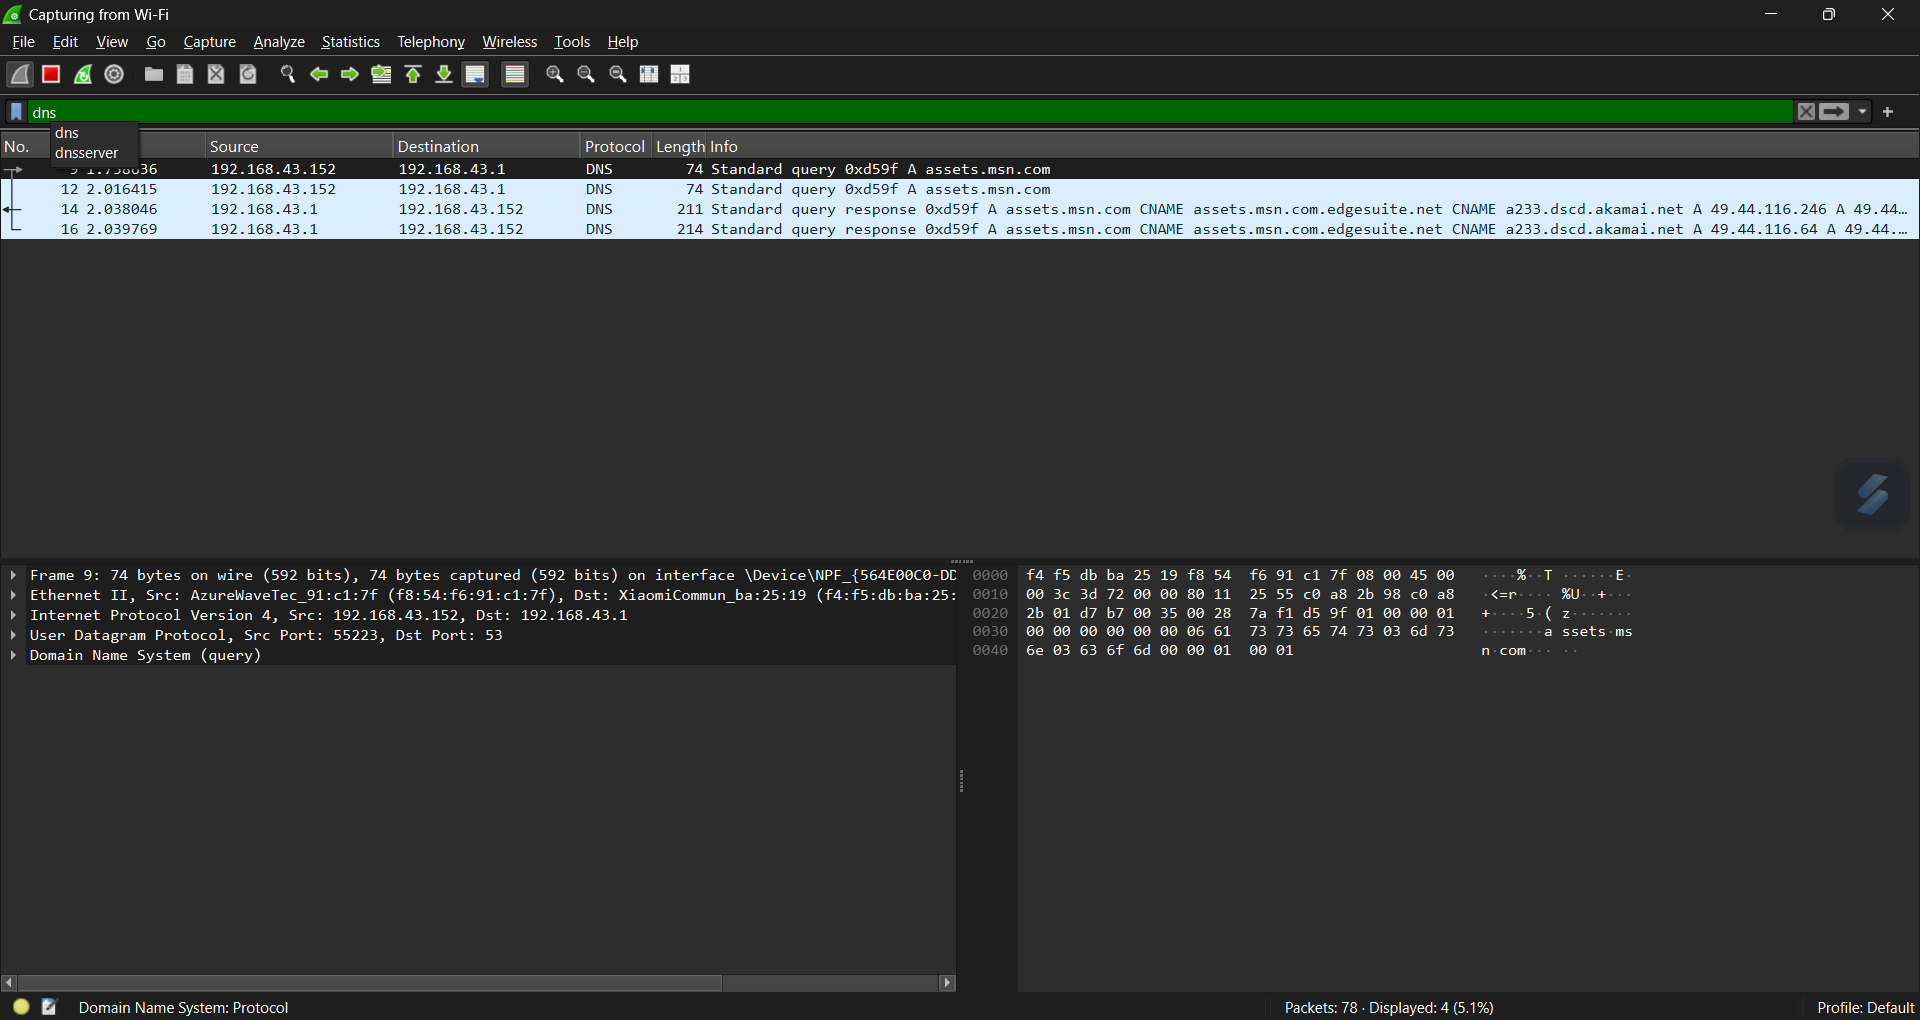 Capturing from Wi-Fi
File Edit View Go Capture Analyze Statistics Telephony Wireless Tools Help
dns
dns
dnsserver
No. Source Destination Protocol Length Info
192.168.43.152 192.168.43.1 DNS 74 Standard query 0xd59f A assets.msn.com
12 2.016415 192.168.43.152 192.168.43.1 DNS 74 Standard query 0xd59f A assets.msn.com
14 2.038046 192.168.43.1 192.168.43.152 DNS 211 Standard query response 0xd59f A assets.msn.com CNAME assets.msn.com.edgesuite.net CNAME a233.dscd.akamai.net A 49.44.116.246 A 49.44…
16 2.039769 192.168.43.1 192.168.43.152 DNS 214 Standard query response 0xd59f A assets.msn.com CNAME assets.msn.com.edgesuite.net CNAME a233.dscd.akamai.net A 49.44.116.64 A 49.44.…
Frame 9: 74 bytes on wire (592 bits), 74 bytes captured (592 bits) on interface \Device\NPF_{564E00C0-DD
Ethernet II, Src: AzureWaveTec_91:c1:7f (f8:54:f6:91:c1:7f), Dst: XiaomiCommun_ba:25:19 (f4:f5:db:ba:25:
Internet Protocol Version 4, Src: 192.168.43.152, Dst: 192.168.43.1
User Datagram Protocol, Src Port: 55223, Dst Port: 53
Domain Name System (query)
0000 f4 f5 db ba 25 19 f8 54 f6 91 c1 7f 08 00 45 00 ····%··T ······E·
0010 00 3c 3d 72 00 00 80 11 25 55 c0 a8 2b 98 c0 a8 ·<=r···· %U··+···
0020 2b 01 d7 b7 00 35 00 28 7a f1 d5 9f 01 00 00 01 +····5·( z·······
0030 00 00 00 00 00 00 06 61 73 73 65 74 73 03 6d 73 ·······a ssets·ms
0040 6e 03 63 6f 6d 00 00 01 00 01 n·com··· ··
Domain Name System: Protocol
Packets: 78 · Displayed: 4 (5.1%)
Profile: Default